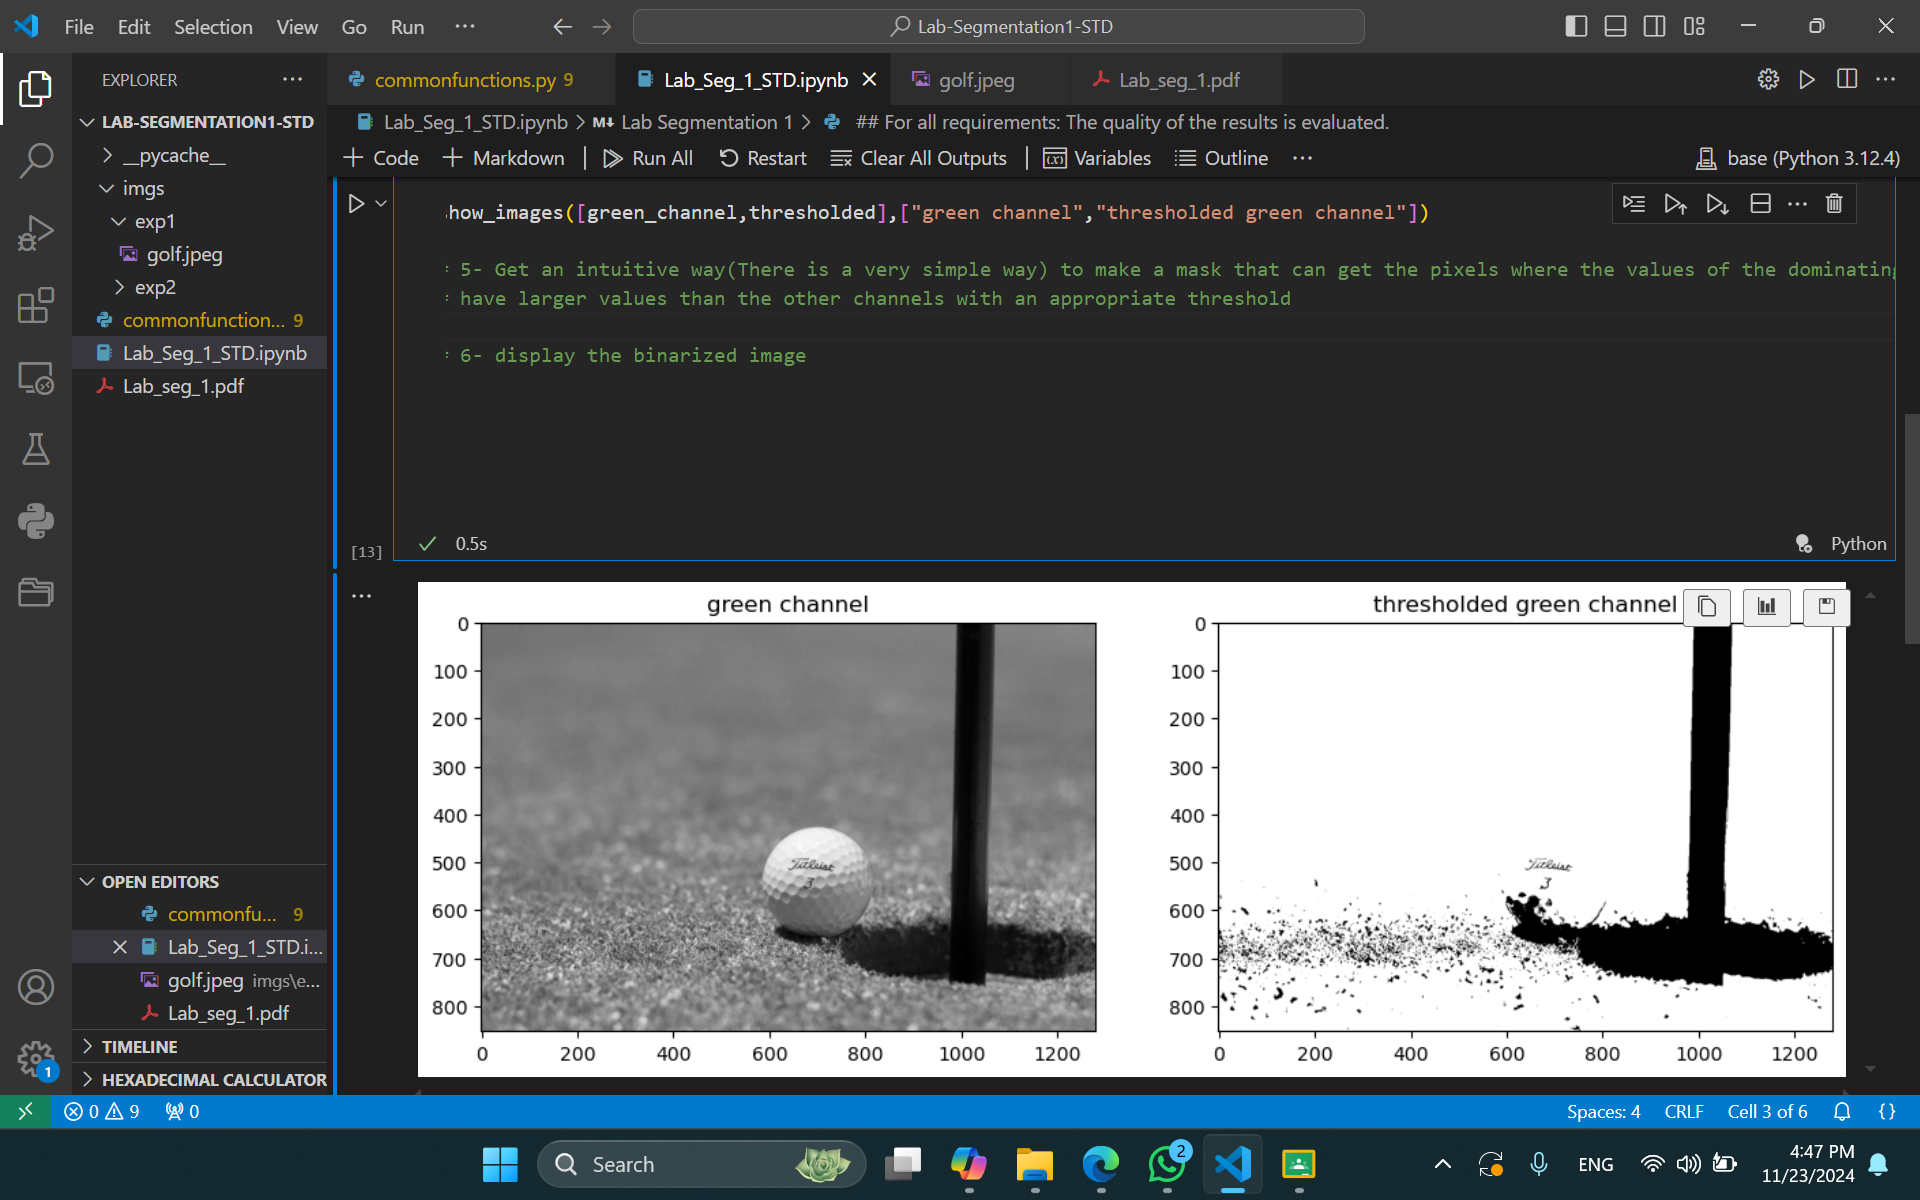 File Edit Selection View Go Run ...
Lab-Segmentation1-STD
EXPLORER
LAB-SEGMENTATION1-STD
__pycache__
imgs
exp1
golf.jpeg
exp2
commonfunction... 9
Lab_Seg_1_STD.ipynb
Lab_seg_1.pdf
OPEN EDITORS
commonfu... 9
Lab_Seg_1_STD.i...
golf.jpeg imgs\e...
Lab_seg_1.pdf
TIMELINE
HEXADECIMAL CALCULATOR
commonfunctions.py 9
Lab_Seg_1_STD.ipynb
golf.jpeg
Lab_seg_1.pdf
Lab_Seg_1_STD.ipynb > M↓ Lab Segmentation 1 > ## For all requirements: The quality of the results is evaluated.
+ Code + Markdown | Run All Restart Clear All Outputs | Variables Outline ...
base (Python 3.12.4)
how_images([green_channel,thresholded],["green channel","thresholded green channel"])
5- Get an intuitive way(There is a very simple way) to make a mask that can get the pixels where the values of the dominating
have larger values than the other channels with an appropriate threshold
6- display the binarized image
[13]
0.5s
Python
green channel
0
100
200
300
400
500
600
700
800
0 200 400 600 800 1000 1200
Titleist
3
thresholded green channel
0
100
200
300
400
500
600
700
800
0 200 400 600 800 1000 1200
Titleist
3
1
0 9 0
Spaces: 4 CRLF Cell 3 of 6 {}
Search
2
ENG
4:47 PM
11/23/2024